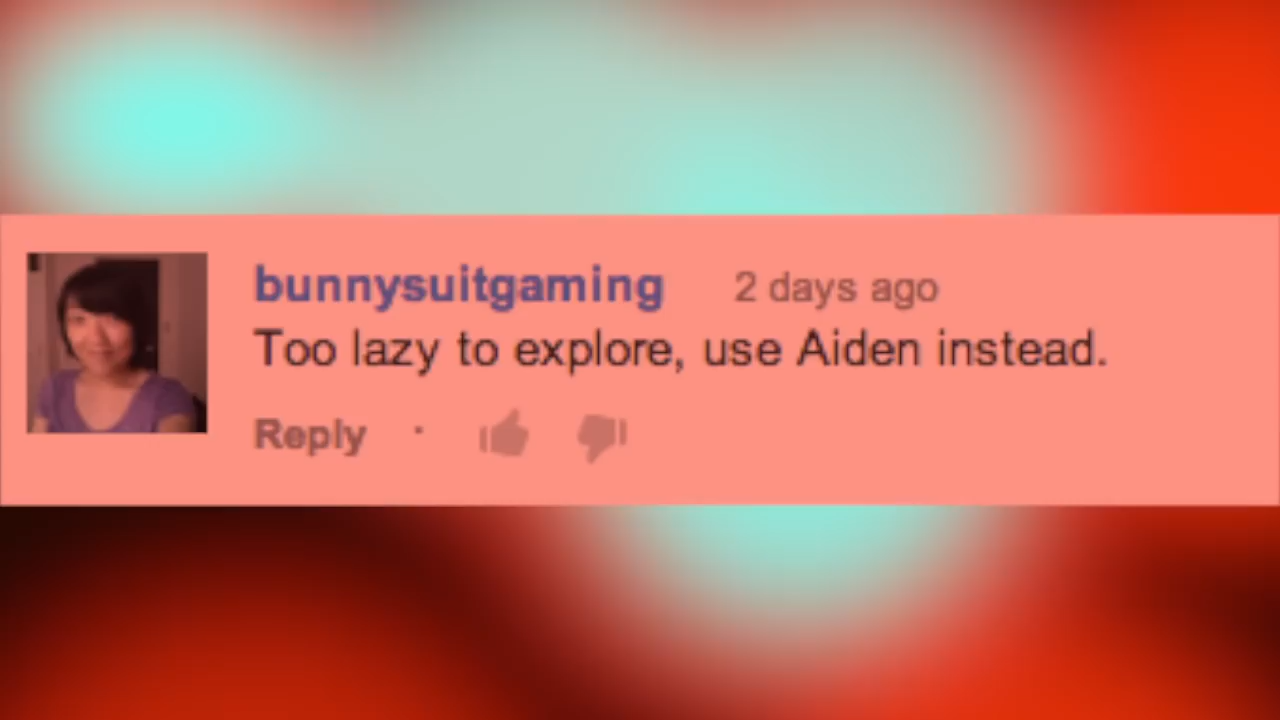 bunnysuitgaming 2 days ago
Too lazy to explore, use Aiden instead.
Reply ·